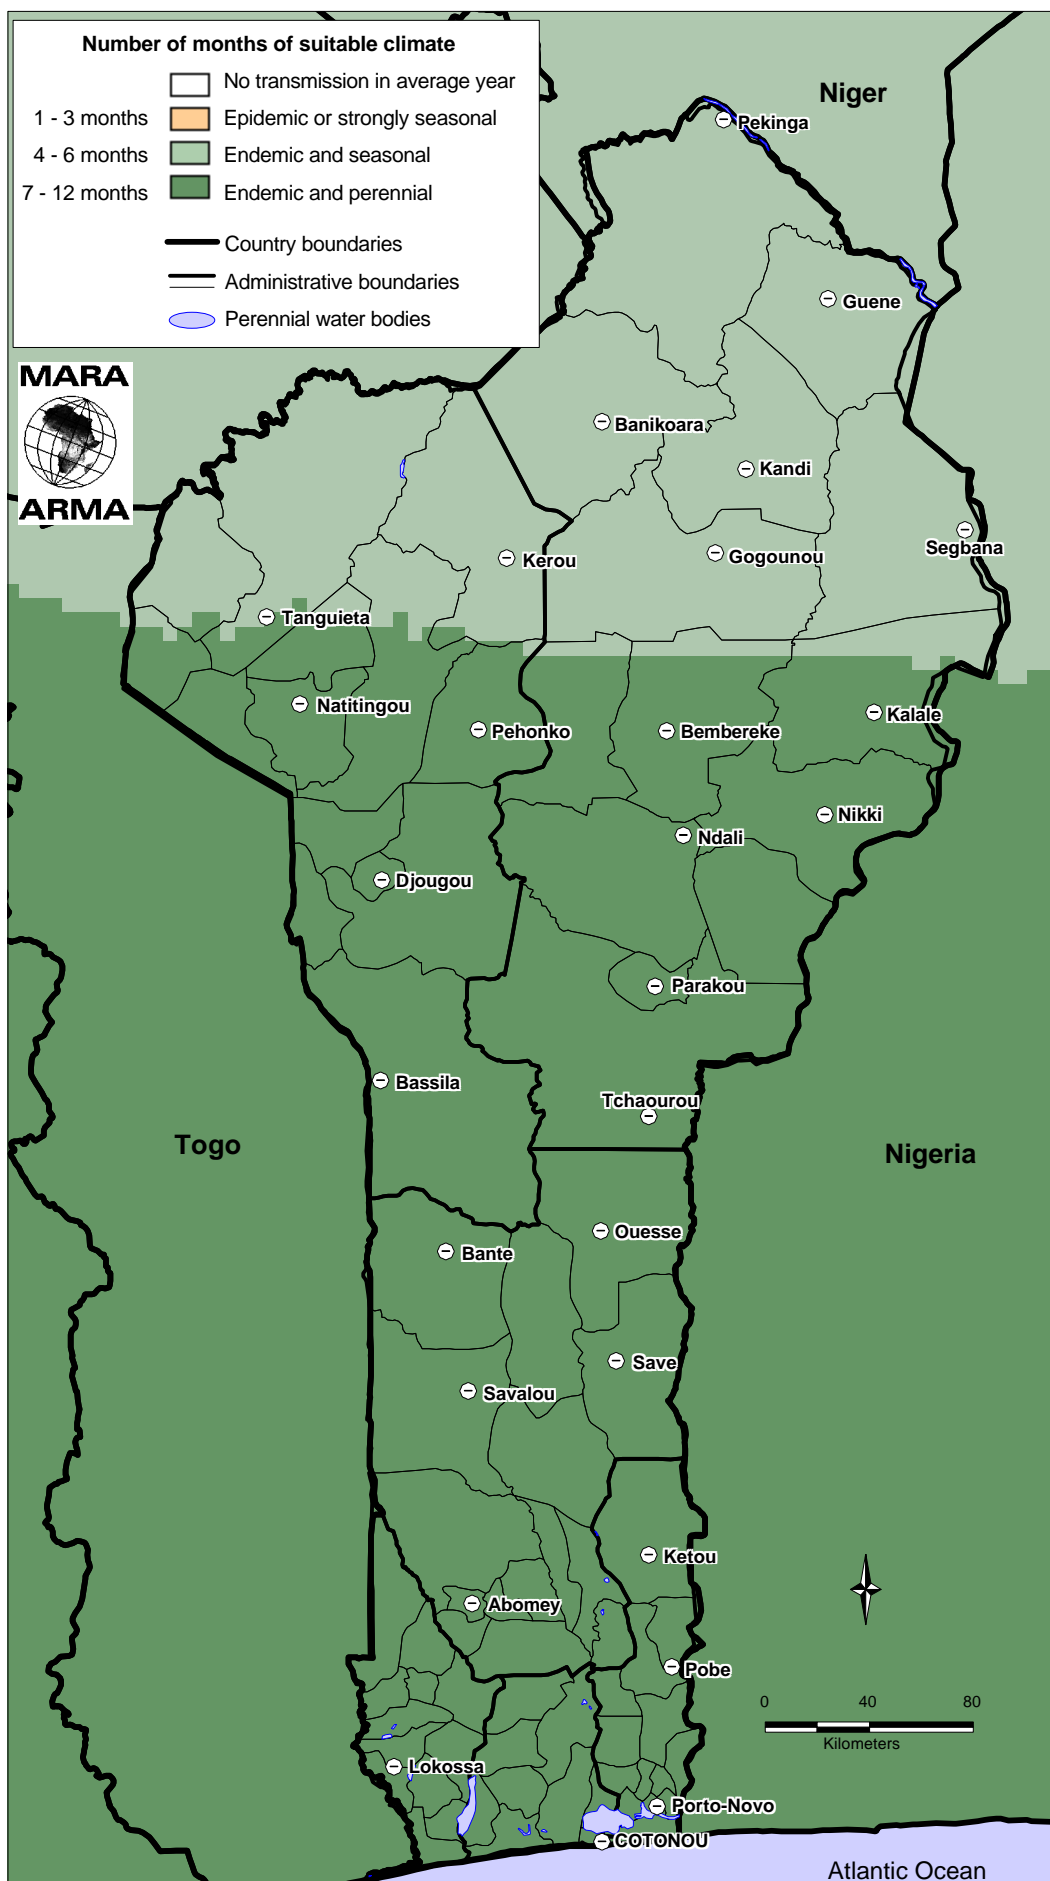 Number of months of suitable climate
No transmission in average year
1 - 3 months Epidemic or strongly seasonal
4 - 6 months Endemic and seasonal
7 - 12 months Endemic and perennial
Country boundaries
Administrative boundaries
Perennial water bodies
MARA
ARMA
Niger
Pekinga
Guene
Banikoara
Kandi
Segbana
Gogounou
Kerou
Tanguieta
Natitingou
Kalale
Pehonko
Bembereke
Nikki
Ndali
Djougou
Parakou
Bassila
Tchaourou
Togo
Nigeria
Ouesse
Bante
Save
Savalou
Ketou
Abomey
Pobe
0 40 80
Kilometers
Lokossa
Porto-Novo
COTONOU
Atlantic Ocean